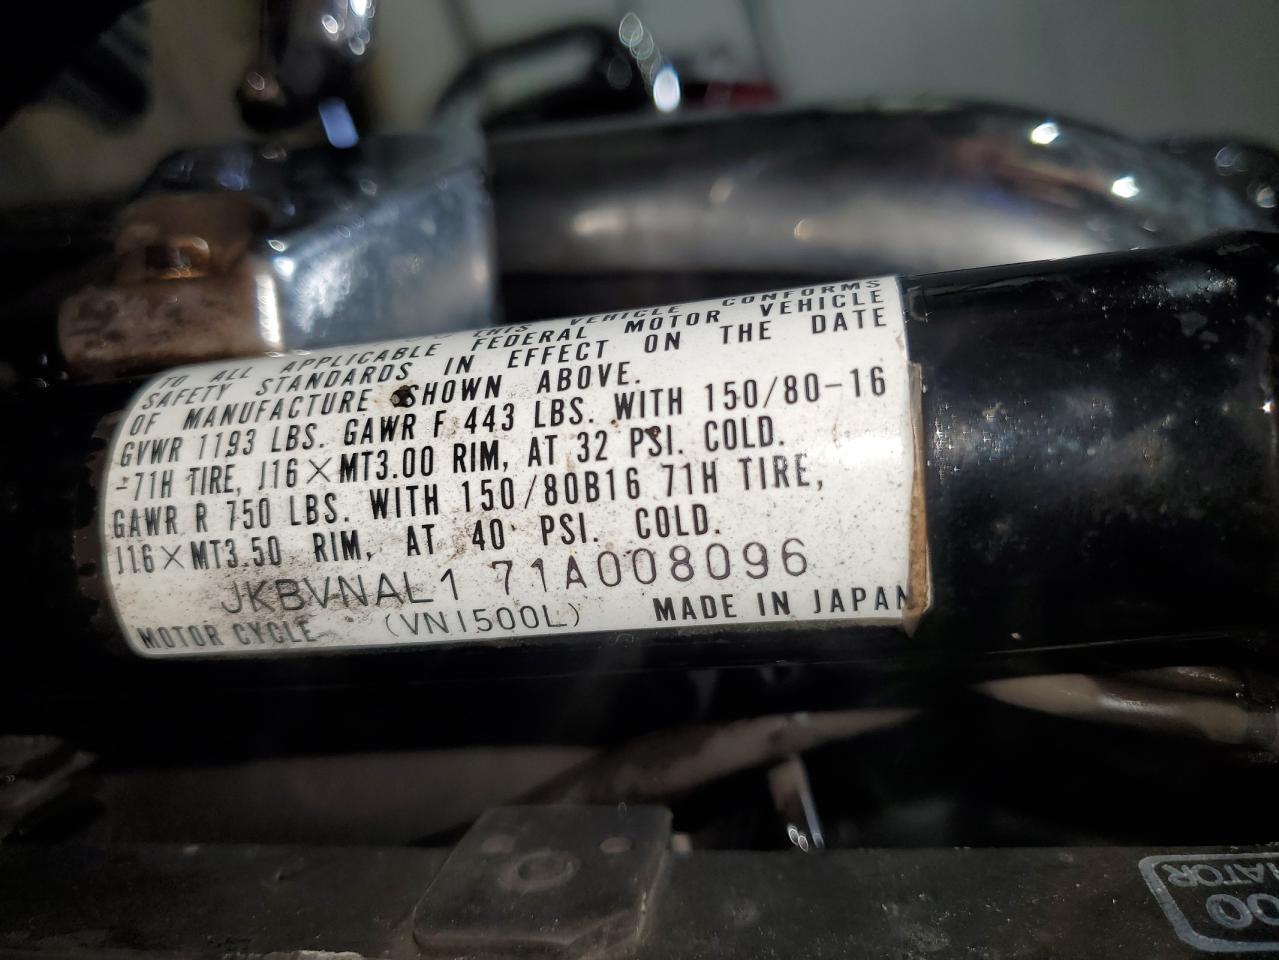 THIS VEHICLE CONFORMS
TO ALL APPLICABLE FEDERAL MOTOR VEHICLE
SAFETY STANDARDS IN EFFECT ON THE DATE
OF MANUFACTURE SHOWN ABOVE.
GVWR 1193 LBS. GAWR F 443 LBS. WITH 150/80-16
-71H TIRE, J16×MT3.00 RIM, AT 32 PSI. COLD.
GAWR R 750 LBS. WITH 150/80B16 71H TIRE,
J16×MT3.50 RIM, AT 40 PSI. COLD.
JKBVNAL1 71A008096
MOTOR CYCLE (VN1500L) MADE IN JAPAN